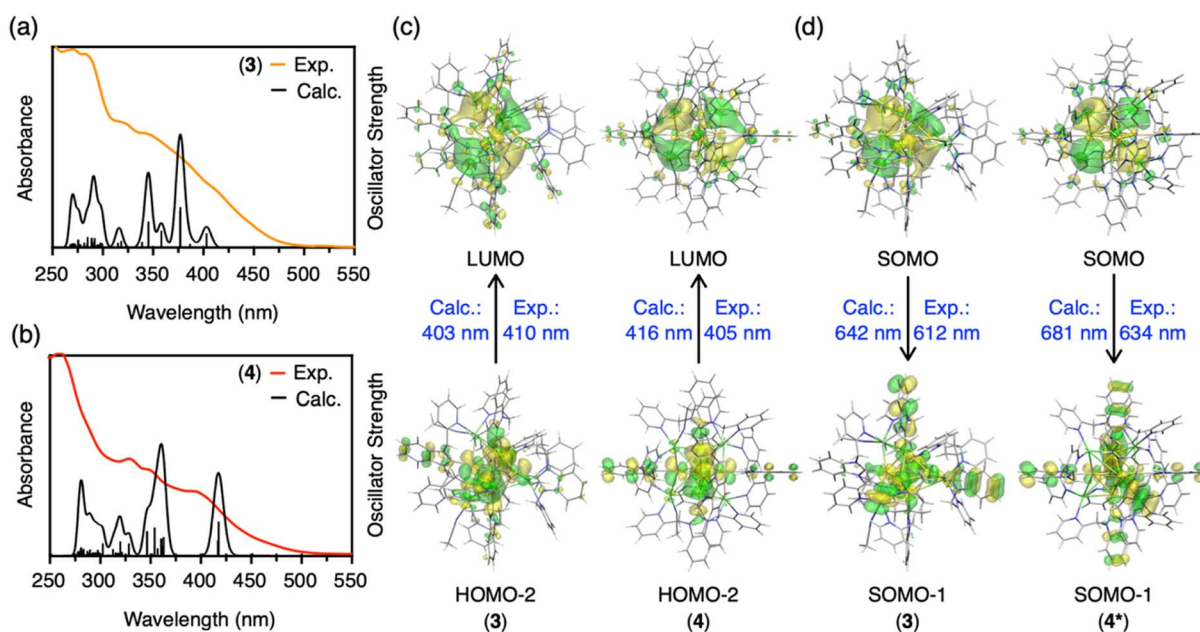 (a)
Absorbance
(3) — Exp.
— Calc.
Oscillator Strength
250 300 350 400 450 500 550
Wavelength (nm)
(b)
Absorbance
(4) — Exp.
— Calc.
Oscillator Strength
250 300 350 400 450 500 550
Wavelength (nm)
(c)
LUMO
LUMO
Calc.:
403 nm
Exp.:
410 nm
Calc.:
416 nm
Exp.:
405 nm
HOMO-2
(3)
HOMO-2
(4)
(d)
SOMO
SOMO
Calc.:
642 nm
Exp.:
612 nm
Calc.:
681 nm
Exp.:
634 nm
SOMO-1
(3)
SOMO-1
(4*)